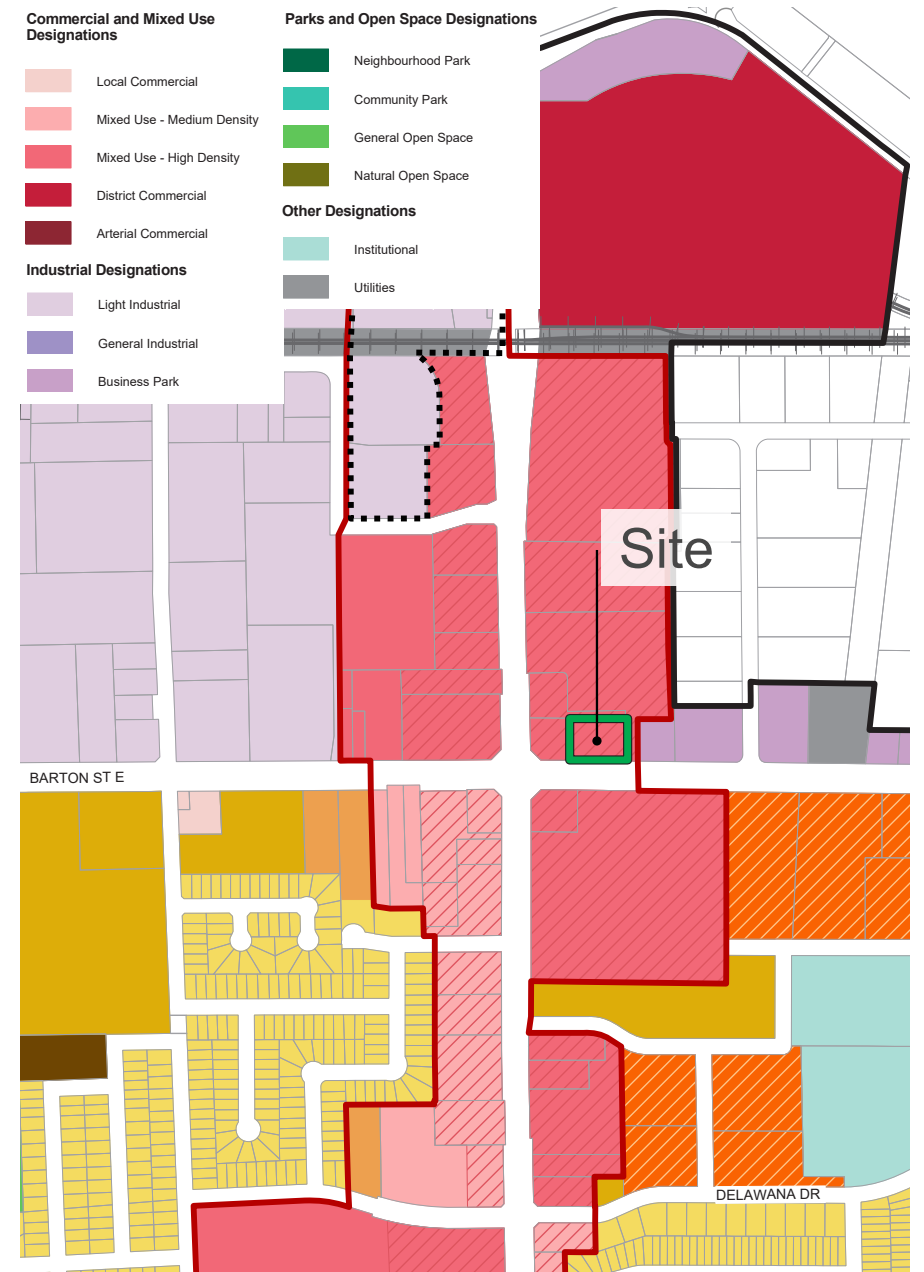 Commercial and Mixed Use
Designations
Local Commercial
Mixed Use - Medium Density
Mixed Use - High Density
District Commercial
Arterial Commercial
Industrial Designations
Light Industrial
General Industrial
Business Park
Parks and Open Space Designations
Neighbourhood Park
Community Park
General Open Space
Natural Open Space
Other Designations
Institutional
Utilities
Site
BARTON ST E
DELAWANA DR